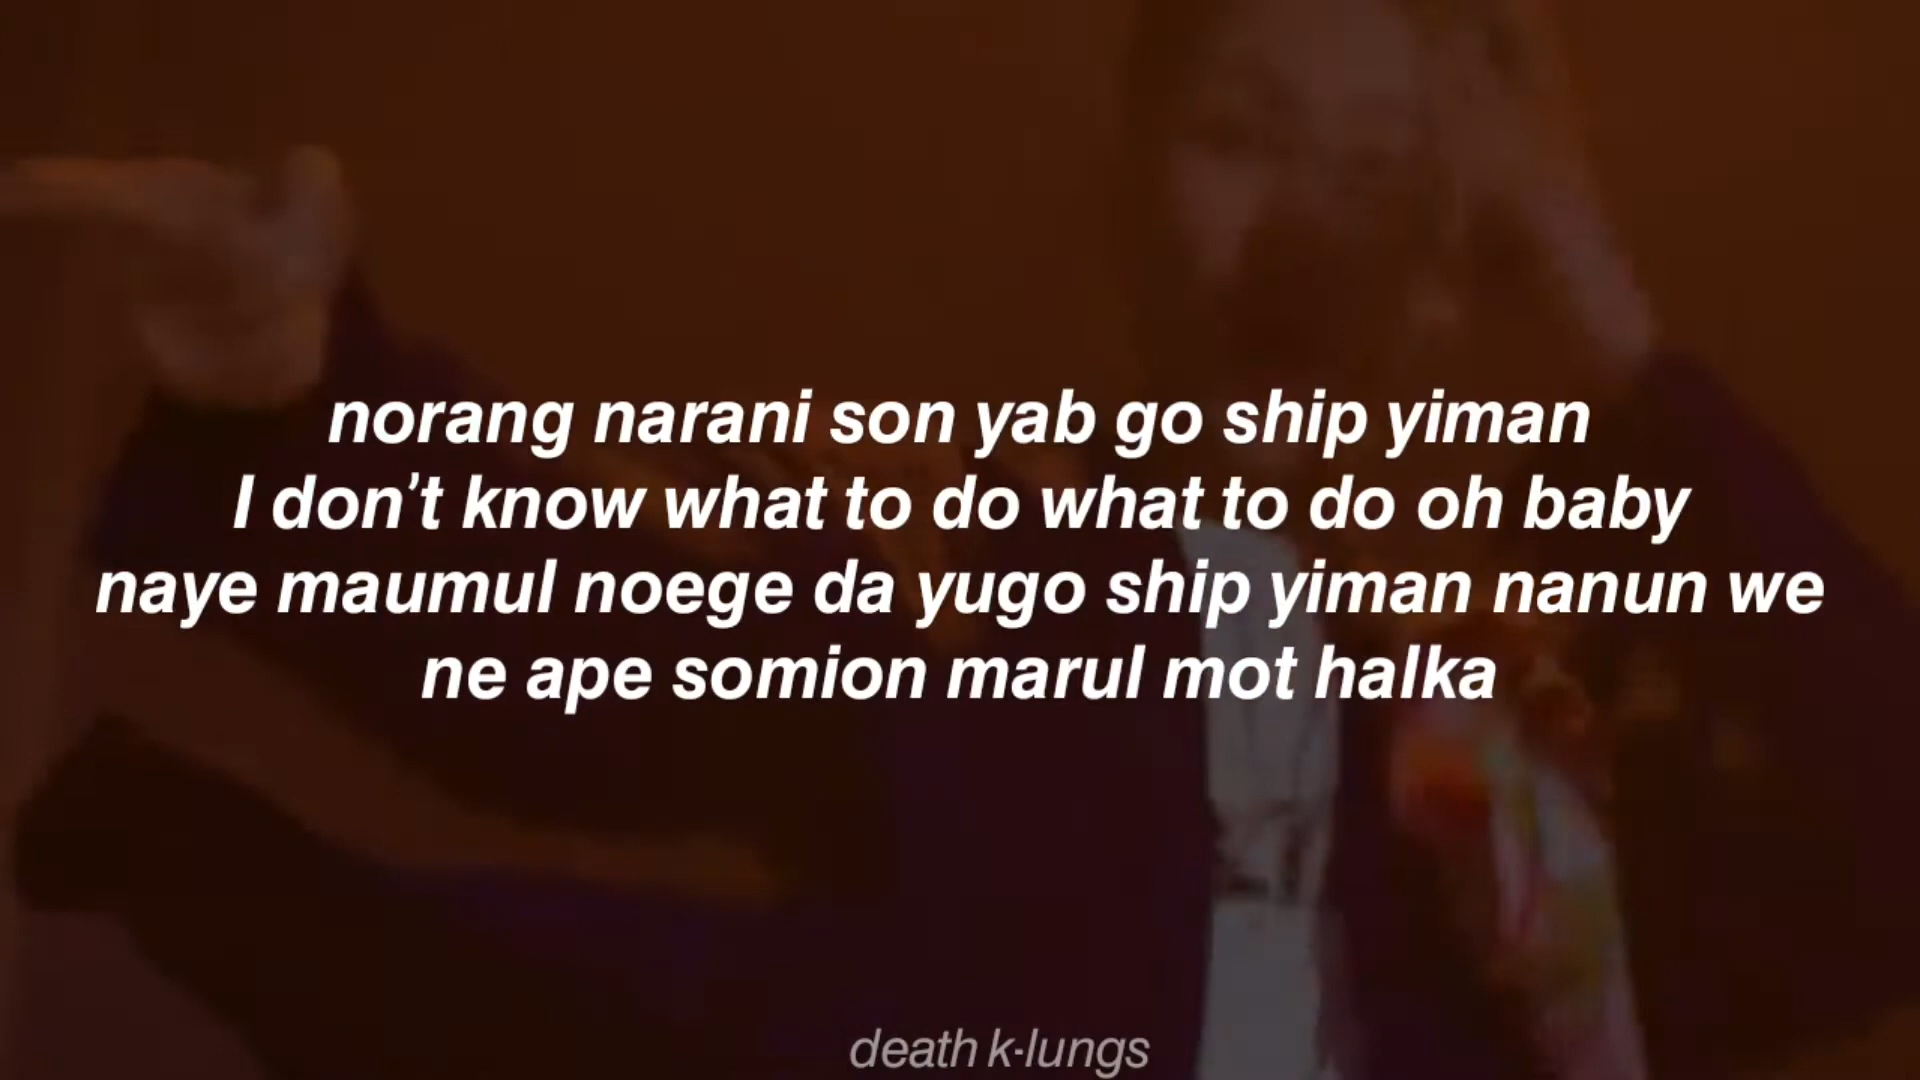 norang narani son yab go ship yiman
I don't know what to do what to do oh baby
naye maumul noege da yugo ship yiman nanun we
ne ape somion marul mot halka
death k-lungs